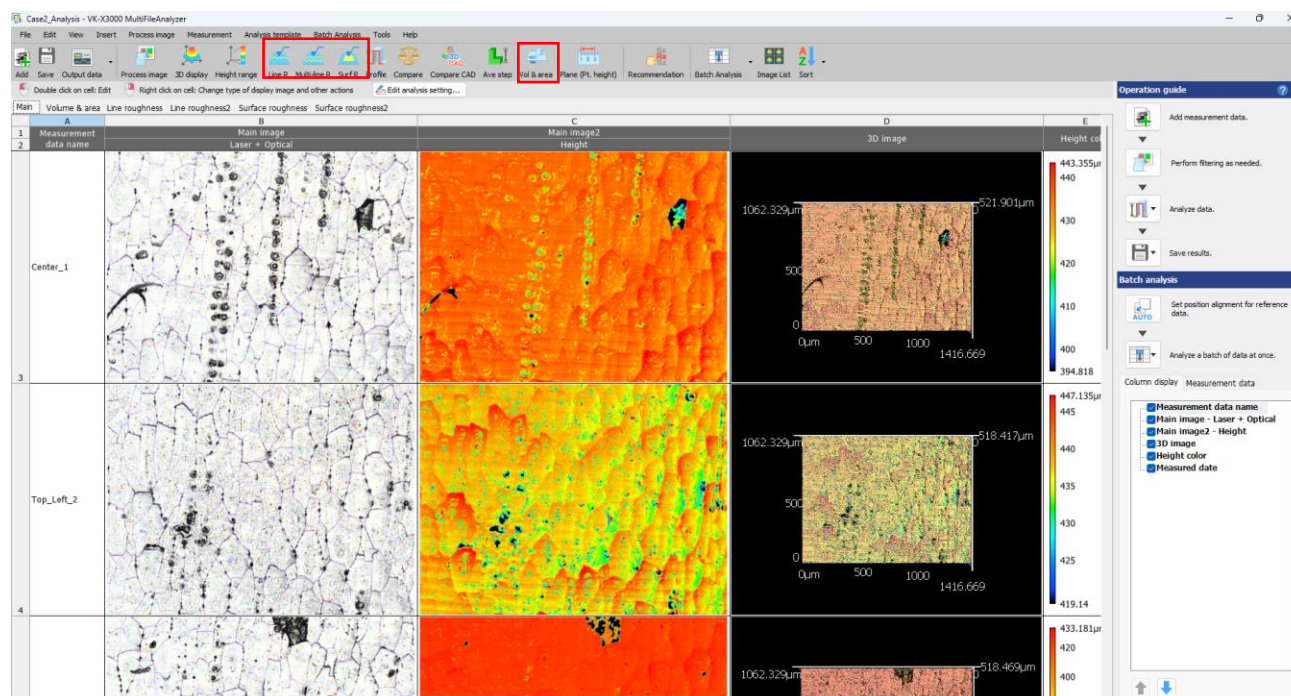 Case2_Analysis - VK-X3000 MultiFileAnalyzer
File Edit View Insert Process image Measurement Analysis template Batch Analysis Tools Help
Add Save Output data Process image 3D display Height range Line R. Multi-line R. Surf R. Profile Compare Compare CAD Ave step Vol & area Plane (Pt. height) Recommendation Batch Analysis Image List Sort
Double click on cell: Edit Right click on cell: Change type of display image and other actions Edit analysis setting...
Main Volume & area Line roughness Line roughness2 Surface roughness Surface roughness2
A B C D E
1 Measurement Main image Main image2 3D image Height col
2 data name Laser + Optical Height
3
Center_1
1062.329µm
521.901µm
500
0
0µm 500 1000
1416.669
443.355µm
440
430
420
410
400
394.818
4
Top_Left_2
1062.329µm
518.417µm
500
0
0µm 500 1000
1416.669
447.135µm
445
440
435
430
425
419.14
1062.329µm
518.469µm
433.181µm
420
400
Operation guide
Add measurement data.
Perform filtering as needed.
Analyze data.
Save results.
Batch analysis
AUTO
Set position alignment for reference
data.
Analyze a batch of data at once.
Column display Measurement data
Measurement data name
Main image - Laser + Optical
Main image2 - Height
3D image
Height color
Measured date